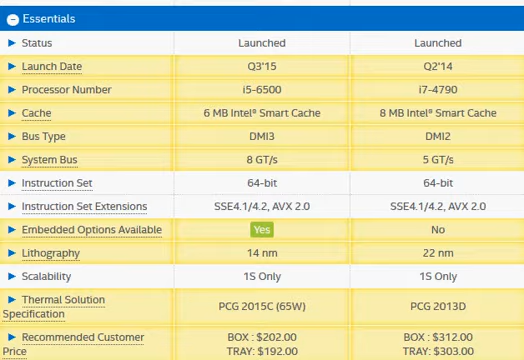 Essentials
Status Launched Launched
Launch Date Q3'15 Q2'14
Processor Number i5-6500 i7-4790
Cache 6 MB Intel® Smart Cache 8 MB Intel® Smart Cache
Bus Type DMI3 DMI2
System Bus 8 GT/s 5 GT/s
Instruction Set 64-bit 64-bit
Instruction Set Extensions SSE4.1/4.2, AVX 2.0 SSE4.1/4.2, AVX 2.0
Embedded Options Available Yes No
Lithography 14 nm 22 nm
Scalability 1S Only 1S Only
Thermal Solution
Specification PCG 2015C (65W) PCG 2013D
Recommended Customer BOX : $202.00 BOX : $312.00
Price TRAY: $192.00 TRAY: $303.00